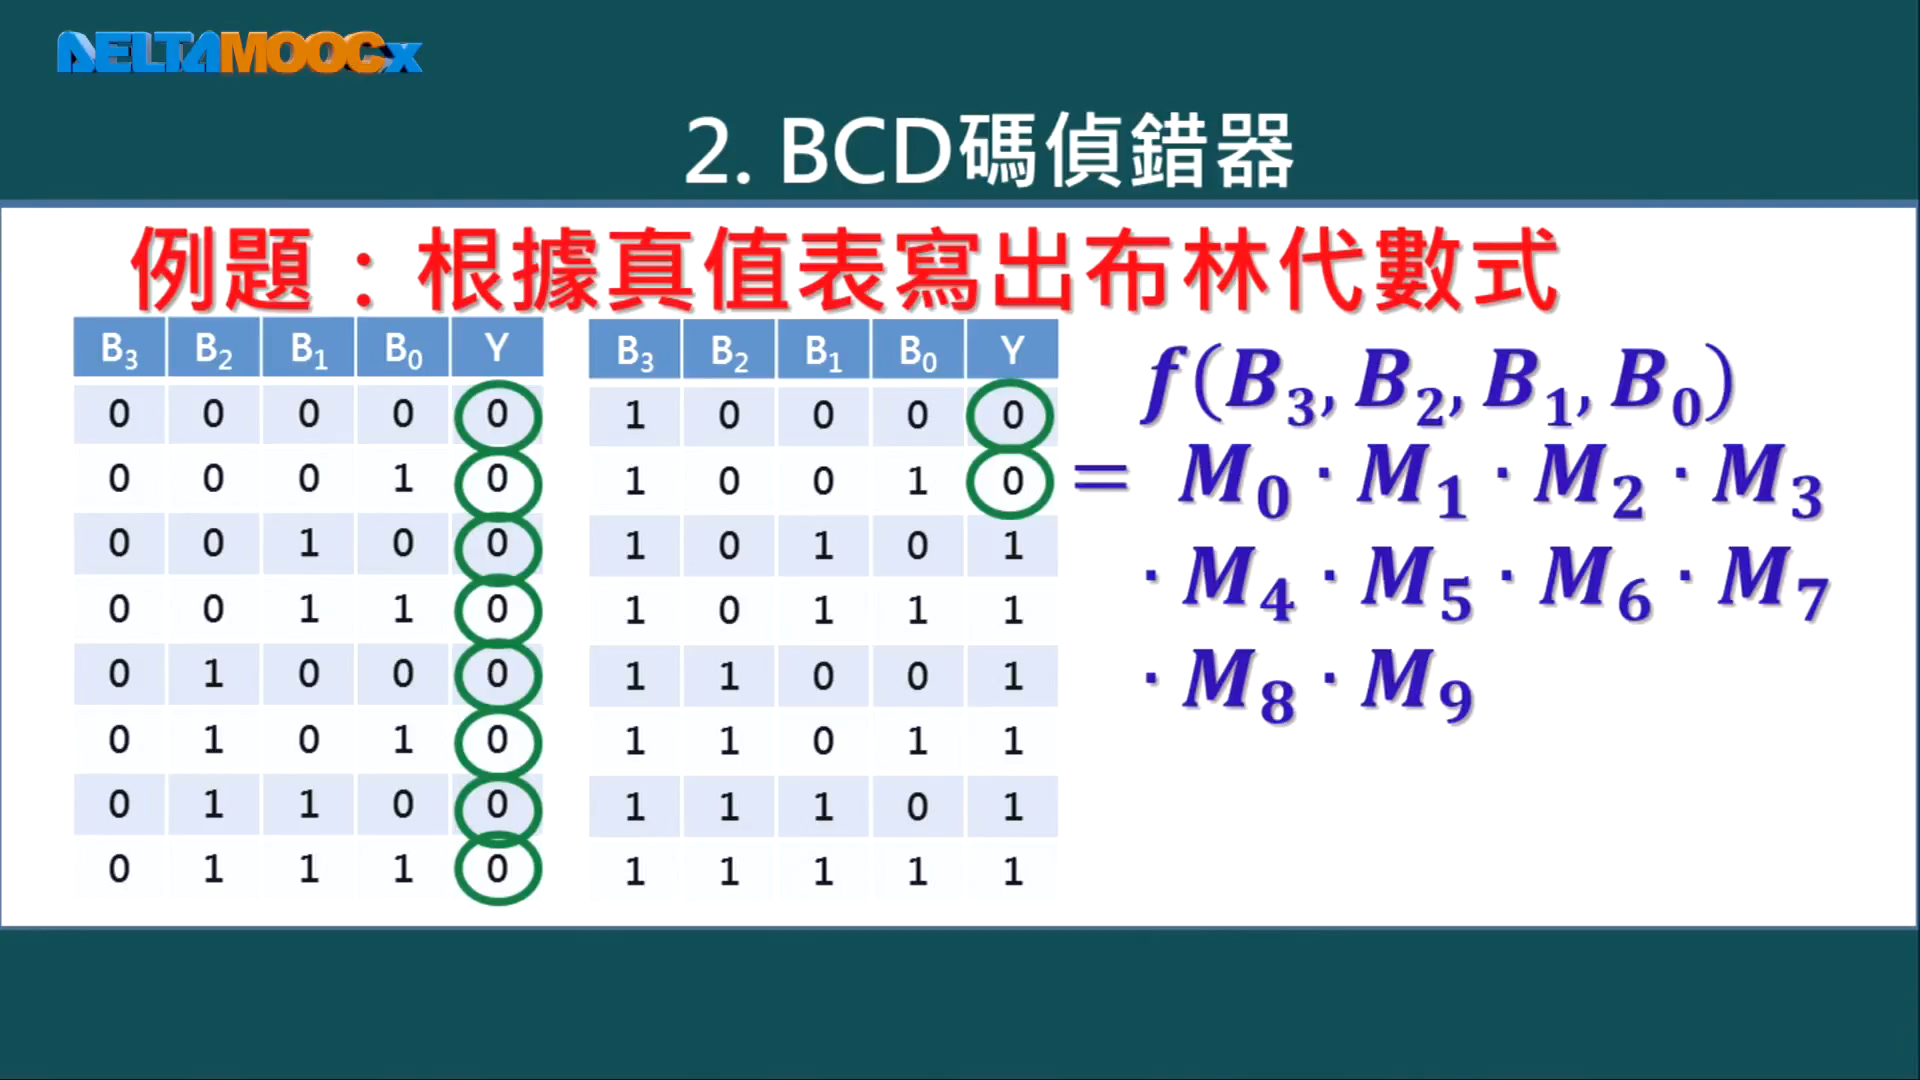 DELTAMOOCx
2. BCD碼偵錯器
例題：根據真值表寫出布林代數式
B₃ B₂ B₁ B₀ Y
0 0 0 0 0
0 0 0 1 0
0 0 1 0 0
0 0 1 1 0
0 1 0 0 0
0 1 0 1 0
0 1 1 0 0
0 1 1 1 0
B₃ B₂ B₁ B₀ Y
1 0 0 0 0
1 0 0 1 0
1 0 1 0 1
1 0 1 1 1
1 1 0 0 1
1 1 0 1 1
1 1 1 0 1
1 1 1 1 1
f(B₃, B₂, B₁, B₀)
= M₀ · M₁ · M₂ · M₃
· M₄ · M₅ · M₆ · M₇
· M₈ · M₉